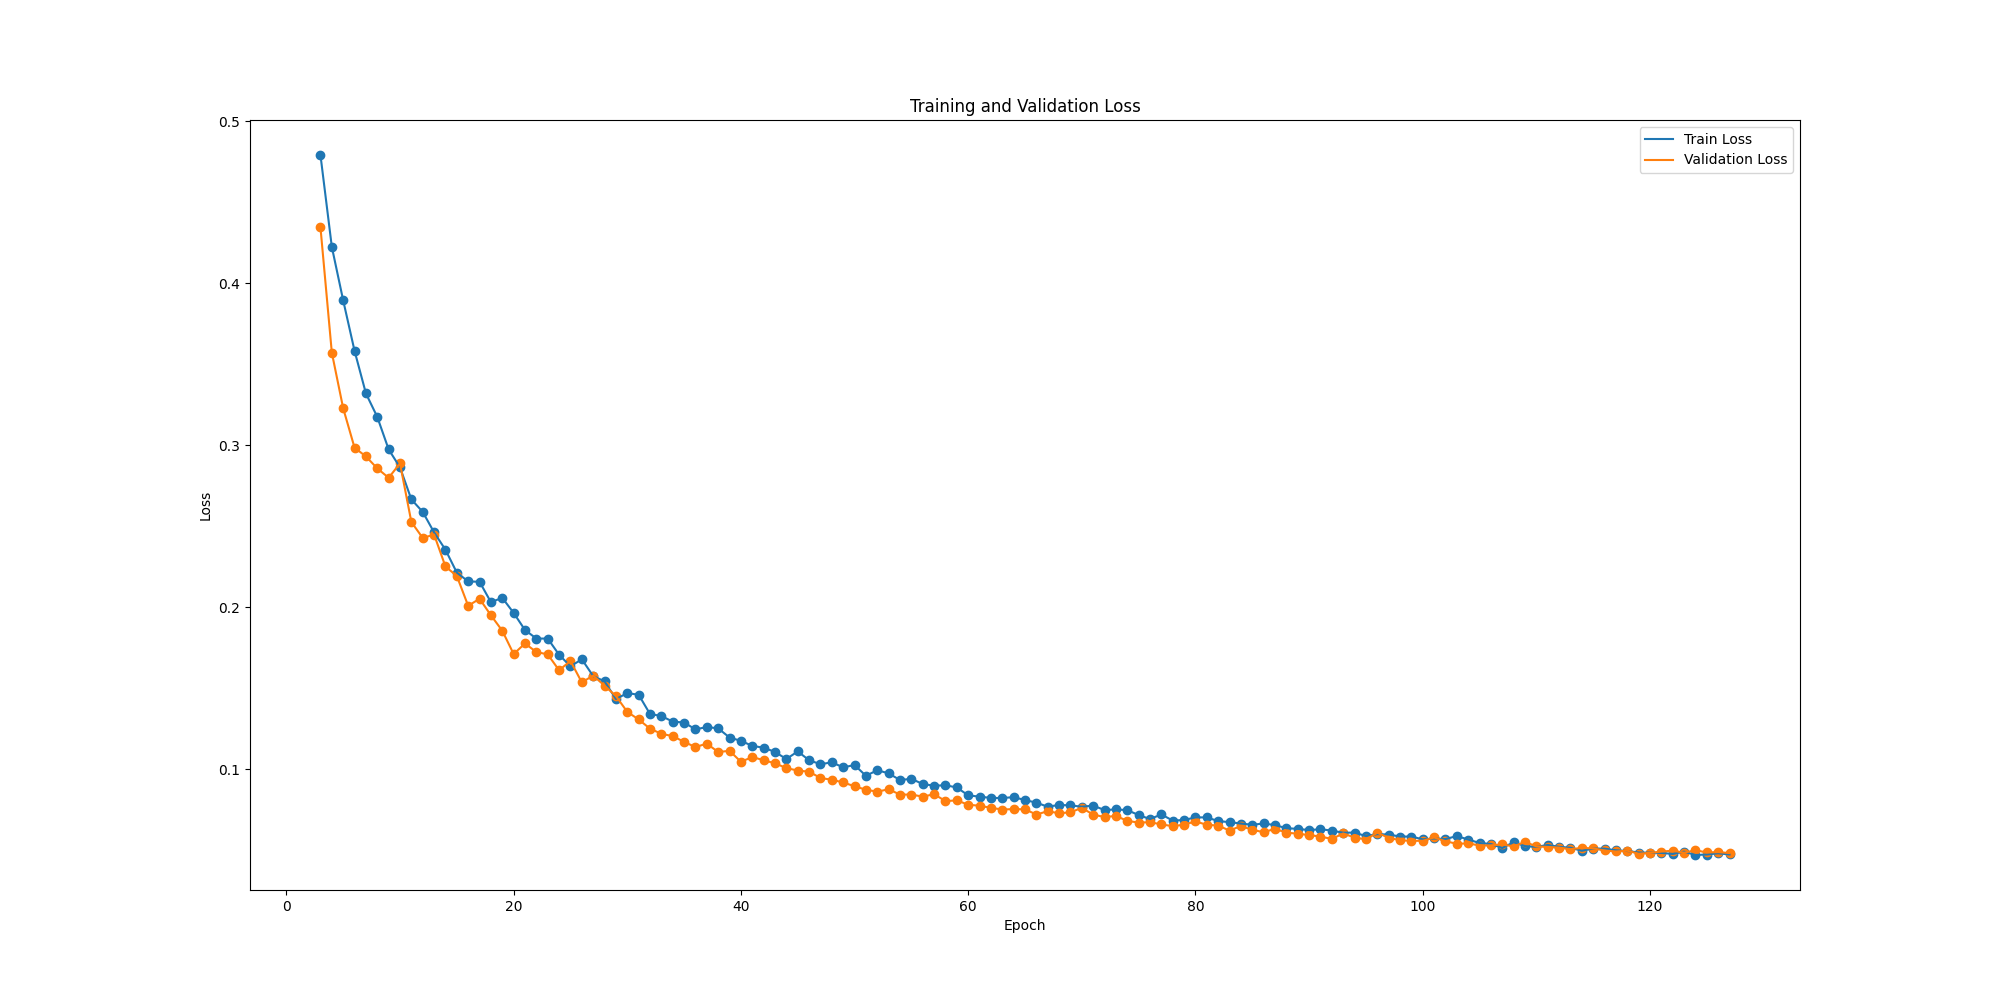 Training and Validation Loss
Train Loss
Validation Loss
0.5
0.4
0.3
0.2
0.1
Loss
0 20 40 60 80 100 120
Epoch